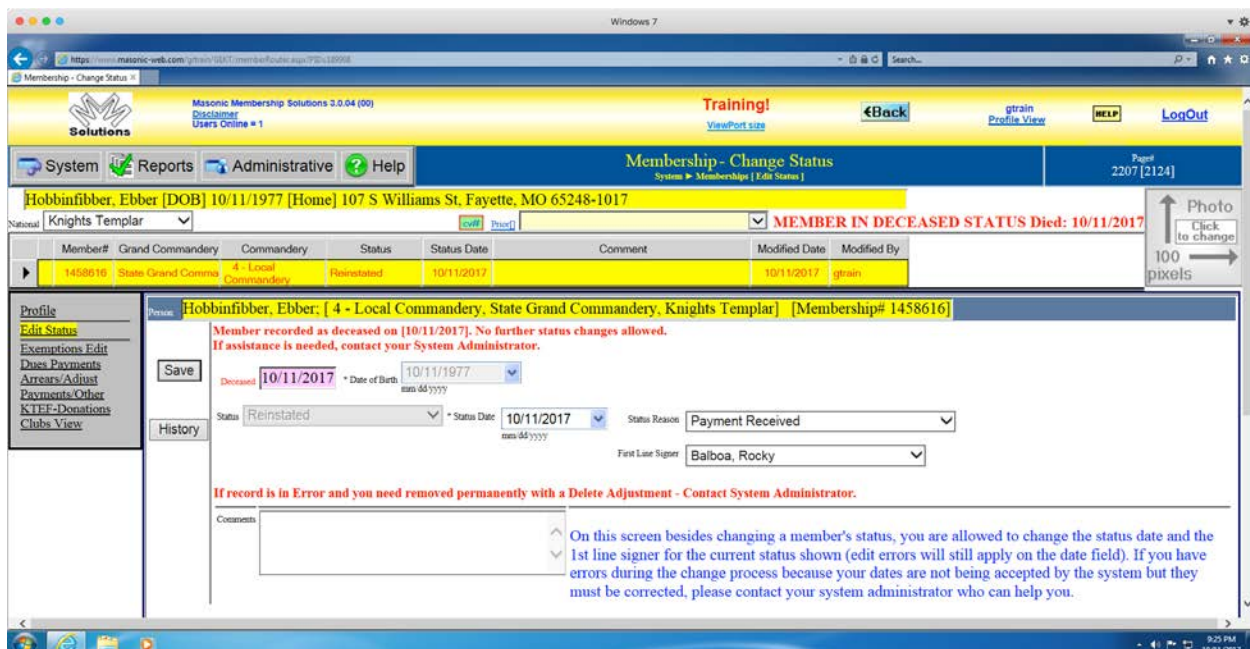 Windows 7
https://www.masonic-web.com/gtrain/GEKT/memberRouter.aspx?PID=189908
Search...
Membership - Change Status
Solutions
Masonic Membership Solutions 3.0.04 (00)
Disclaimer
Users Online = 1
Training!
ViewPort size
Back
gtrain
Profile View
HELP
LogOut
System Reports Administrative Help
Membership - Change Status
System ► Memberships [ Edit Status ]
Page#
2207 [2124]
Hobbinfibber, Ebber [DOB] 10/11/1977 [Home] 107 S Williams St, Fayette, MO 65248-1017
National Knights Templar
cv# Prior[]
MEMBER IN DECEASED STATUS Died: 10/11/2017
Photo
Click
to change
100
pixels
Member# Grand Commandery Commandery Status Status Date Comment Modified Date Modified By
1458616 State Grand Comma 4 - Local Commandery Reinstated 10/11/2017 10/11/2017 gtrain
Profile
Edit Status
Exemptions Edit
Dues Payments
Arrears/Adjust
Payments/Other
KTEF-Donations
Clubs View
Person Hobbinfibber, Ebber; [ 4 - Local Commandery, State Grand Commandery, Knights Templar] [Membership# 1458616]
Member recorded as deceased on [10/11/2017]. No further status changes allowed.
If assistance is needed, contact your System Administrator.
Save
Deceased 10/11/2017 * Date of Birth 10/11/1977
mm/dd/yyyy
History
Status Reinstated * Status Date 10/11/2017 Status Reason Payment Received
mm/dd/yyyy
First Line Signer Balboa, Rocky
If record is in Error and you need removed permanently with a Delete Adjustment - Contact System Administrator.
Comments
On this screen besides changing a member's status, you are allowed to change the status date and the
1st line signer for the current status shown (edit errors will still apply on the date field). If you have
errors during the change process because your dates are not being accepted by the system but they
must be corrected, please contact your system administrator who can help you.
9:25 PM